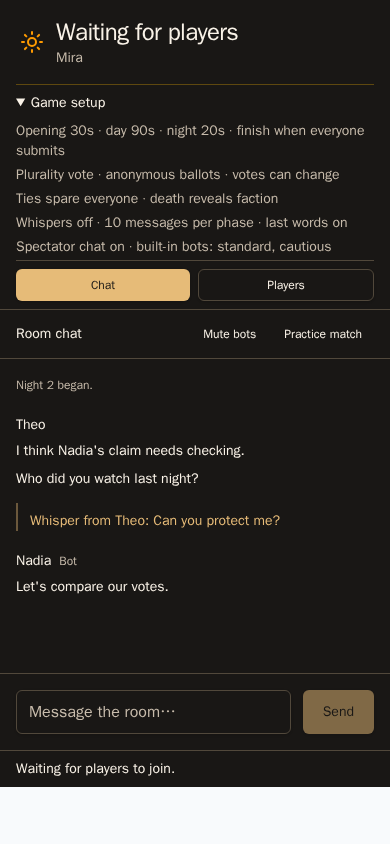 Waiting for players
Mira
▼ Game setup
Opening 30s · day 90s · night 20s · finish when everyone
submits
Plurality vote · anonymous ballots · votes can change
Ties spare everyone · death reveals faction
Whispers off · 10 messages per phase · last words on
Spectator chat on · built-in bots: standard, cautious
Chat
Players
Room chat
Mute bots
Practice match
Night 2 began.
Theo
I think Nadia's claim needs checking.
Who did you watch last night?
Whisper from Theo: Can you protect me?
Nadia Bot
Let's compare our votes.
Message the room···
Send
Waiting for players to join.